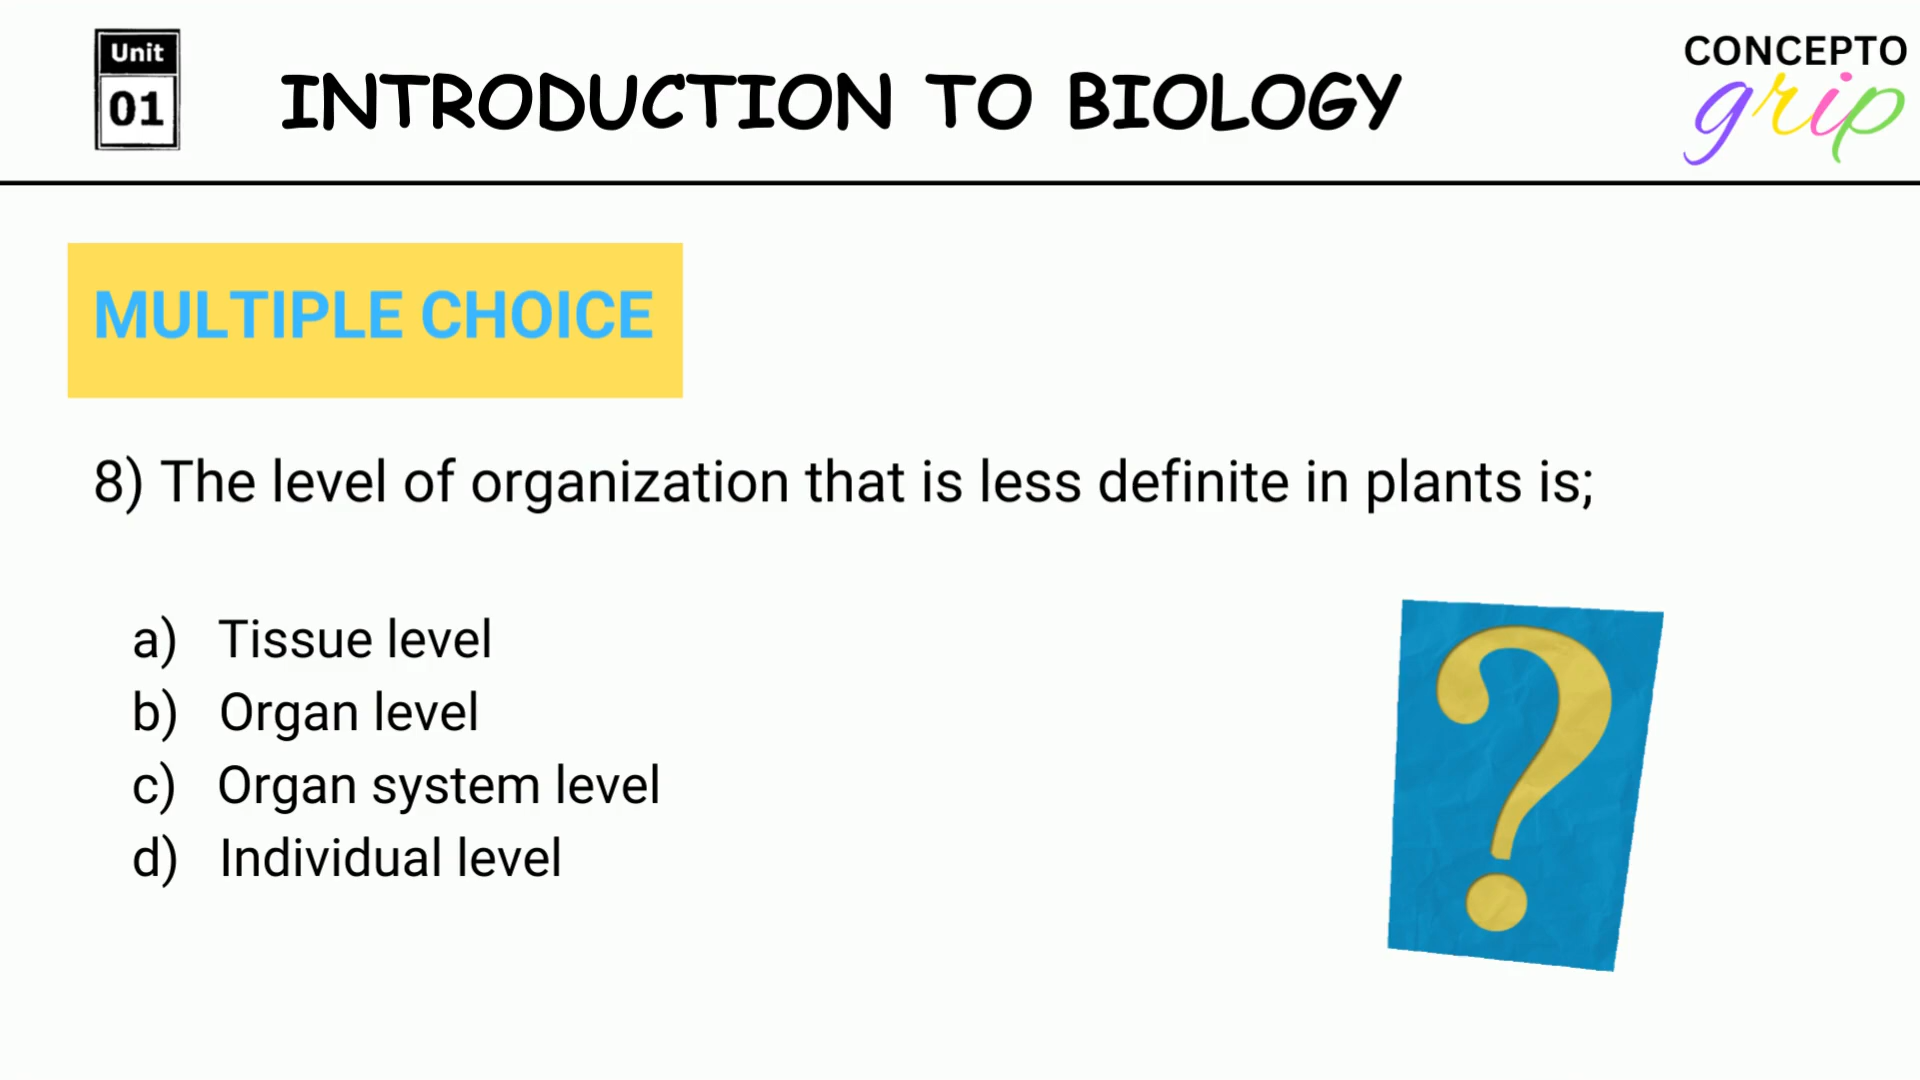 Unit
01
INTRODUCTION TO BIOLOGY
CONCEPTO
grip
MULTIPLE CHOICE
8) The level of organization that is less definite in plants is;
a) Tissue level
b) Organ level
c) Organ system level
d) Individual level
?